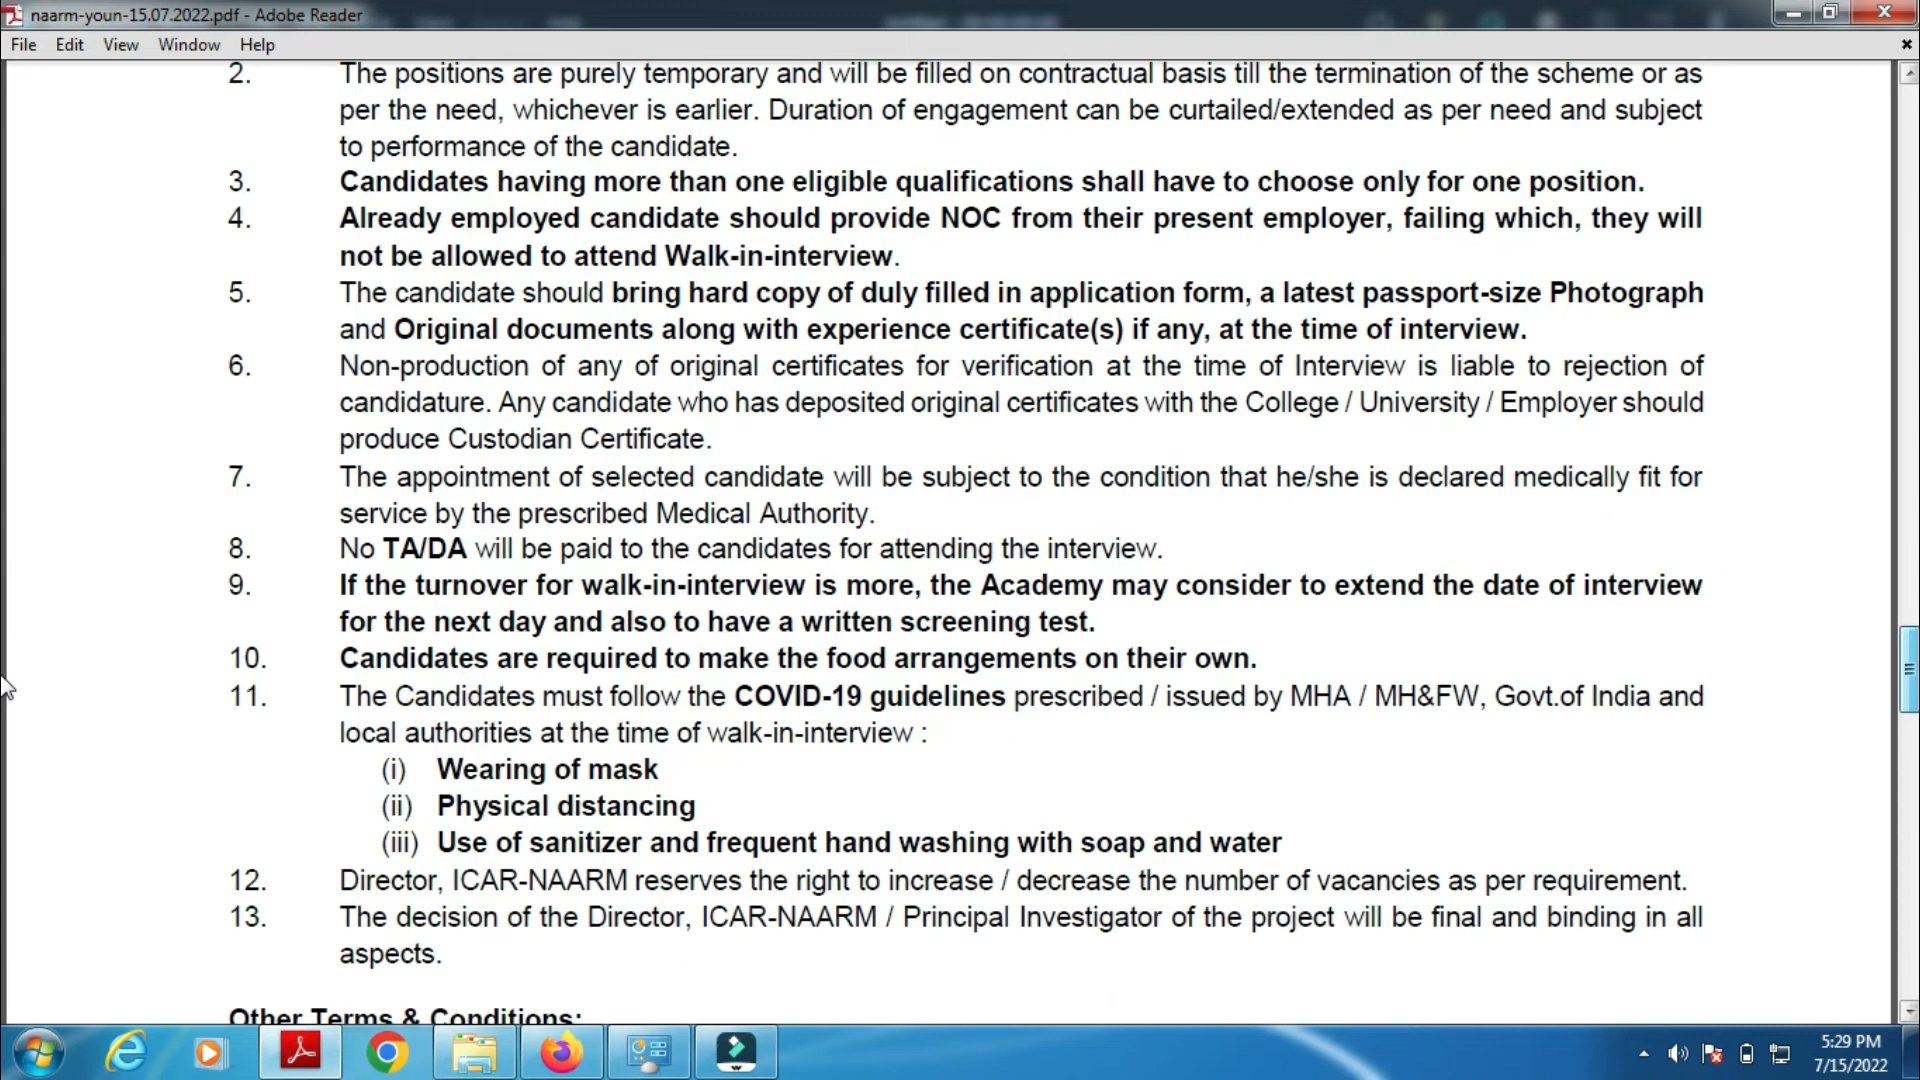 naarm-youn-15.07.2022.pdf - Adobe Reader
File Edit View Window Help
2. The positions are purely temporary and will be filled on contractual basis till the termination of the scheme or as
per the need, whichever is earlier. Duration of engagement can be curtailed/extended as per need and subject
to performance of the candidate.
3. Candidates having more than one eligible qualifications shall have to choose only for one position.
4. Already employed candidate should provide NOC from their present employer, failing which, they will
not be allowed to attend Walk-in-interview.
5. The candidate should bring hard copy of duly filled in application form, a latest passport-size Photograph
and Original documents along with experience certificate(s) if any, at the time of interview.
6. Non-production of any of original certificates for verification at the time of Interview is liable to rejection of
candidature. Any candidate who has deposited original certificates with the College / University / Employer should
produce Custodian Certificate.
7. The appointment of selected candidate will be subject to the condition that he/she is declared medically fit for
service by the prescribed Medical Authority.
8. No TA/DA will be paid to the candidates for attending the interview.
9. If the turnover for walk-in-interview is more, the Academy may consider to extend the date of interview
for the next day and also to have a written screening test.
10. Candidates are required to make the food arrangements on their own.
11. The Candidates must follow the COVID-19 guidelines prescribed / issued by MHA / MH&FW, Govt.of India and
local authorities at the time of walk-in-interview :
(i) Wearing of mask
(ii) Physical distancing
(iii) Use of sanitizer and frequent hand washing with soap and water
12. Director, ICAR-NAARM reserves the right to increase / decrease the number of vacancies as per requirement.
13. The decision of the Director, ICAR-NAARM / Principal Investigator of the project will be final and binding in all
aspects.
Other Terms & Conditions:
5:29 PM
7/15/2022